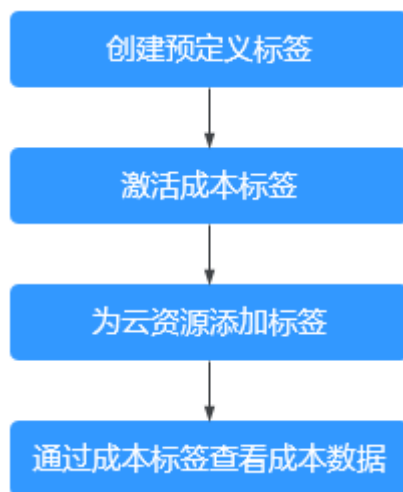 创建预定义标签
激活成本标签
为云资源添加标签
通过成本标签查看成本数据